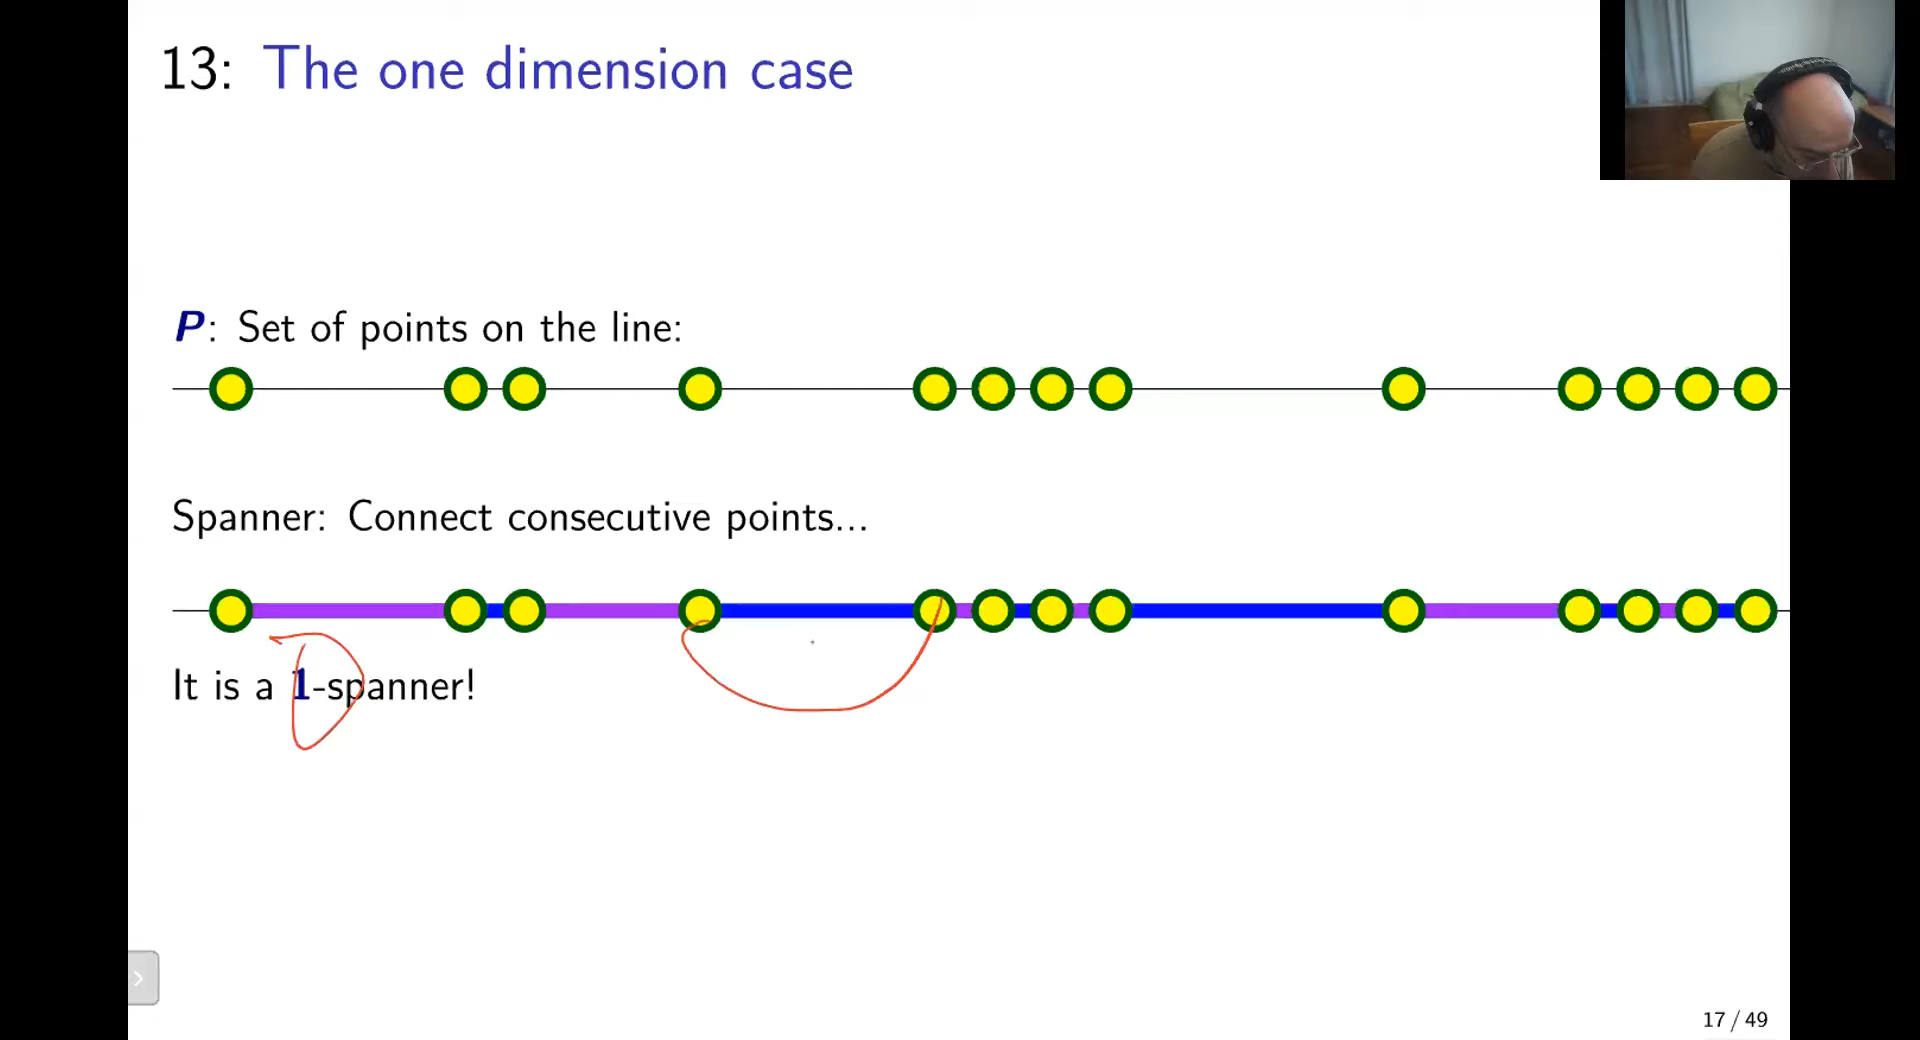 13: The one dimension case
P: Set of points on the line:
Spanner: Connect consecutive points...
It is a 1-spanner!
17 / 49